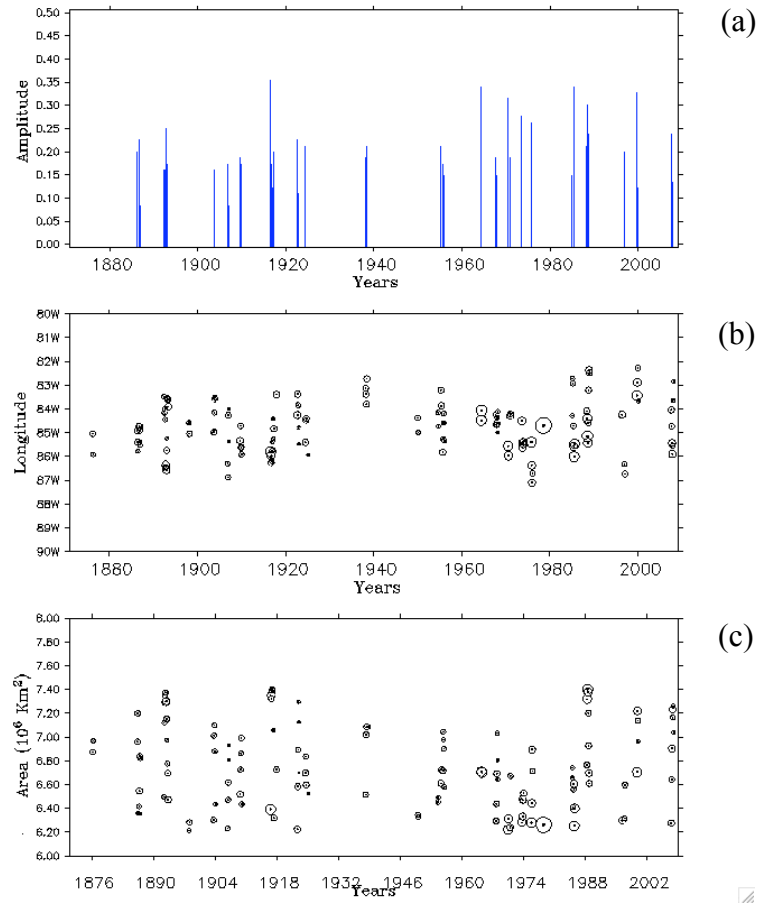 (a)
0.50
0.45
0.40
0.35
0.30
0.25
0.20
0.15
0.10
0.05
0.00
Amplitude
1880 1900 1920 1940 1960 1980 2000
Years
(b)
80W
81W
82W
83W
84W
85W
86W
87W
88W
89W
90W
Longitude
1880 1900 1920 1940 1960 1980 2000
Years
(c)
6.00
7.80
7.60
7.40
7.20
7.00
6.80
6.60
6.40
6.20
6.00
Area (10⁶ Km²)
1876 1890 1904 1918 1932 1946 1960 1974 1988 2002
Years